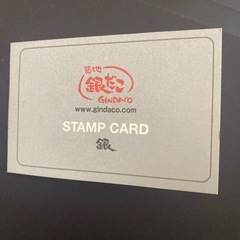 築地
銀だこ
GINDACO
www.gindaco.com
STAMP CARD
銀